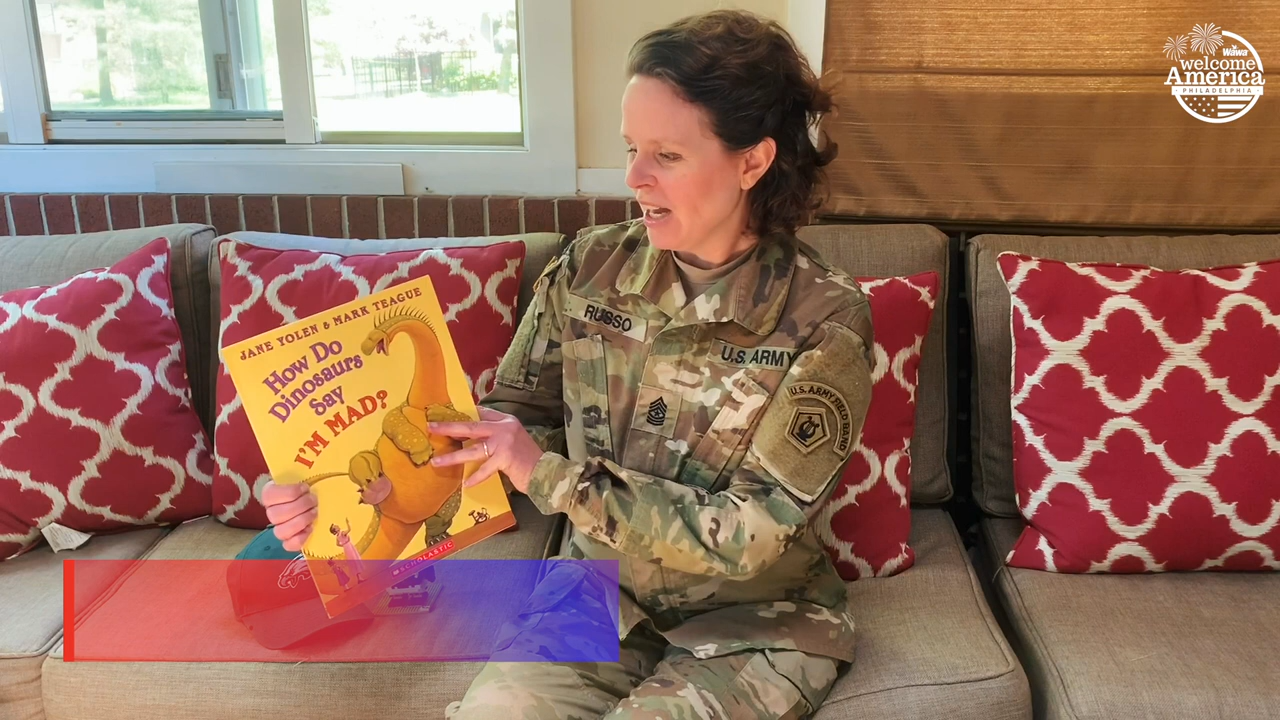 Wawa
welcome
America
PHILADELPHIA
JANE YOLEN & MARK TEAGUE
How Do
Dinosaurs
Say
I'M MAD?
SCHOLASTIC
RUSSO
U.S. ARMY
U.S. ARMY FIELD BAND